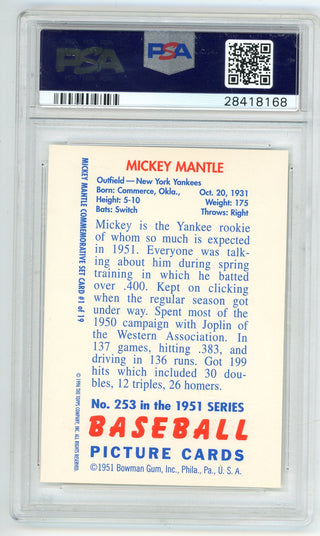 PSA
PSA
28418168
MICKEY MANTLE
Outfield—New York Yankees
Born: Commerce, Okla., Oct. 20, 1931
Height: 5-10 Weight: 175
Bats: Switch Throws: Right
Mickey is the Yankee rookie
of whom so much is expected
in 1951. Everyone was talk-
ing about him during spring
training in which he batted
over .400. Kept on clicking
when the regular season got
under way. Spent most of the
1950 campaign with Joplin of
the Western Association. In
137 games, hitting .383, and
driving in 136 runs. Got 199
hits which included 30 dou-
bles, 12 triples, 26 homers.
No. 253 in the 1951 SERIES
BASEBALL
PICTURE CARDS
©1951 Bowman Gum, Inc., Phila., Pa., U. S. A.
MICKEY MANTLE COMMEMORATIVE SET CARD #1 of 19
©1996 THE TOPPS COMPANY, INC. ALL RIGHTS RESERVED.